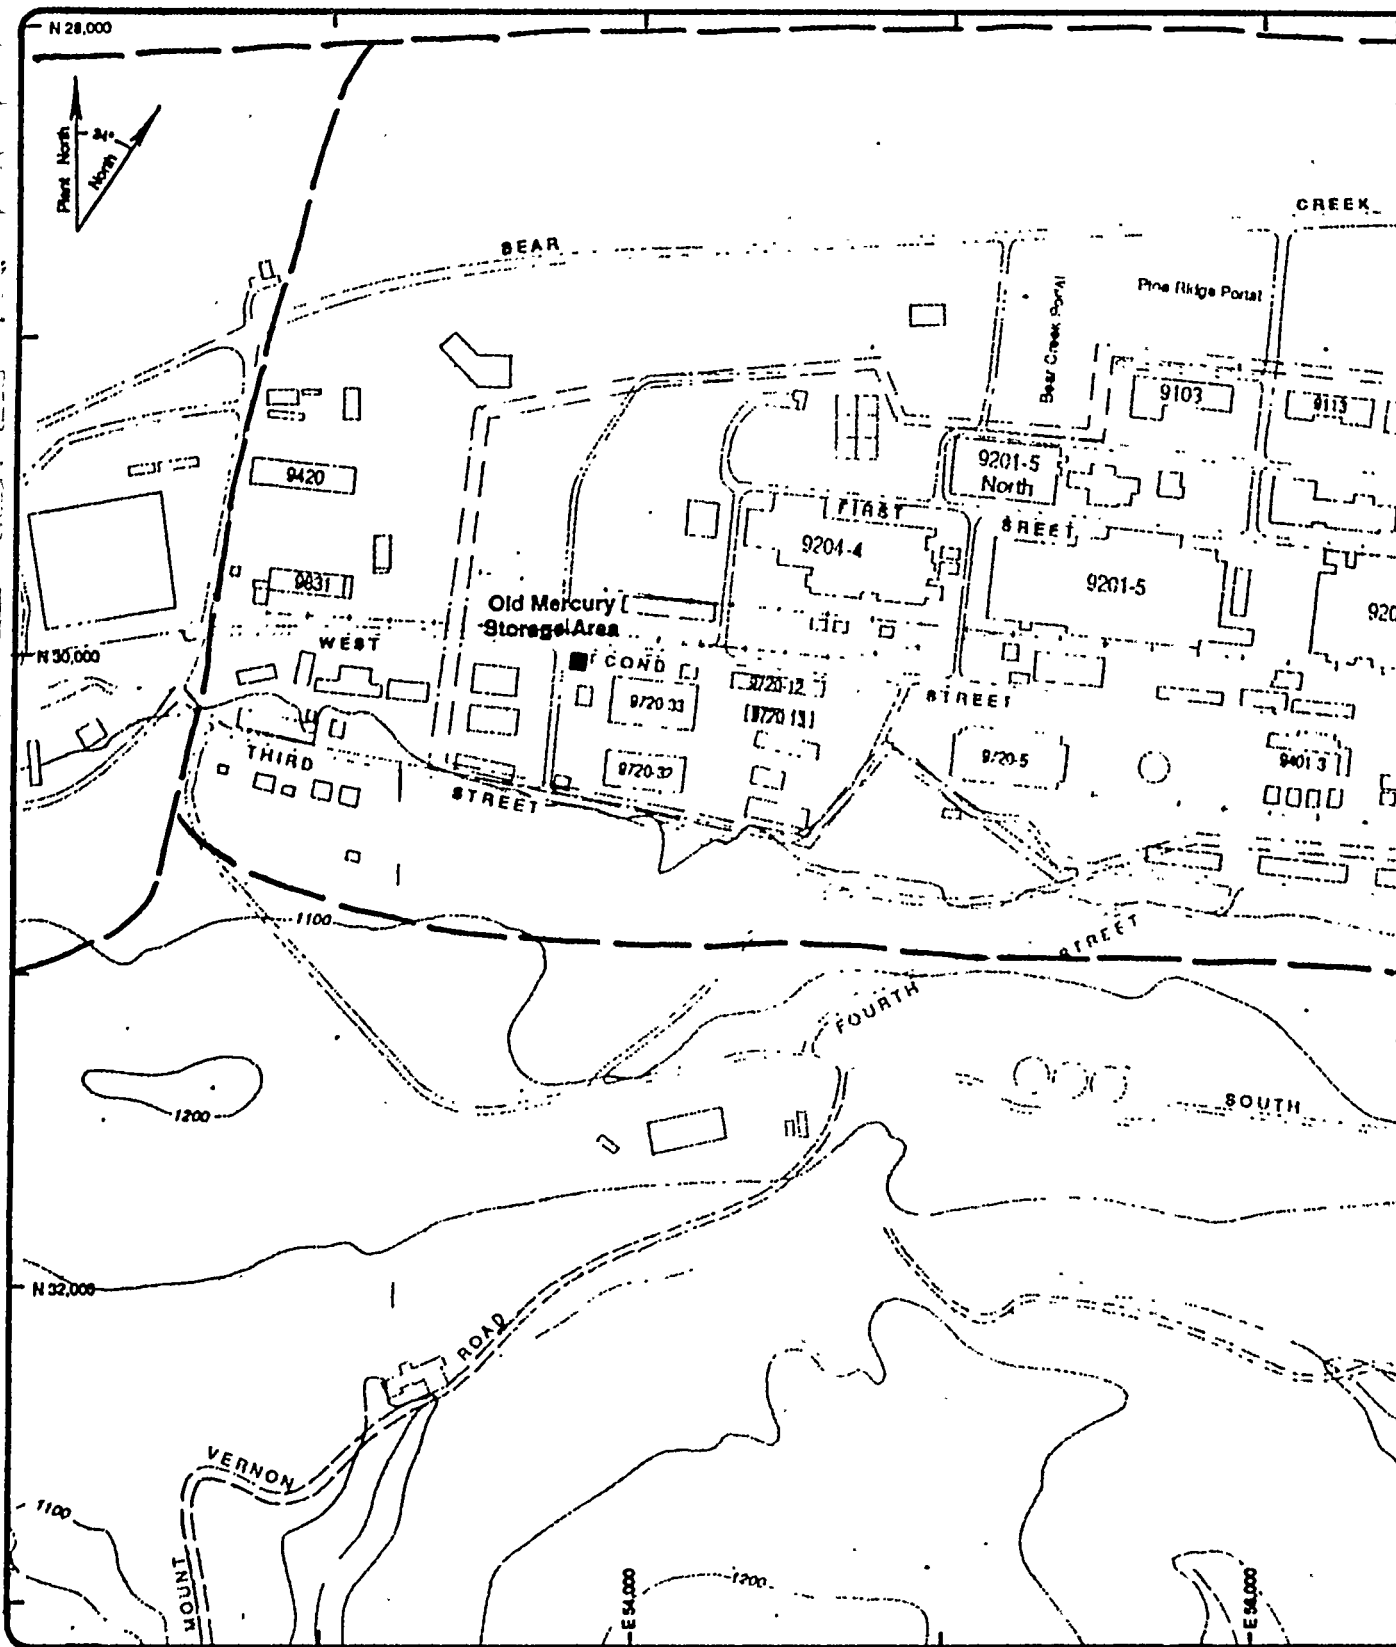 N 28,000
Plant North
34°
North
CREEK
BEAR
Bear Creek Portal
Pine Ridge Portal
9103
9113
9420
9201-5
North
FIRST
SREET
9204-4
9201-5
920
9831
Old Mercury
Storage Area
WEST
N 30,000
COND
9720-33
9720-12
9720-13
STREET
9720-32
9720-5
9401-3
THIRD
STREET
1100
STREET
FOURTH
1200
SOUTH
N 32,000
ROAD
VERNON
1100
MOUNT
E 54,000
1200
E 56,000